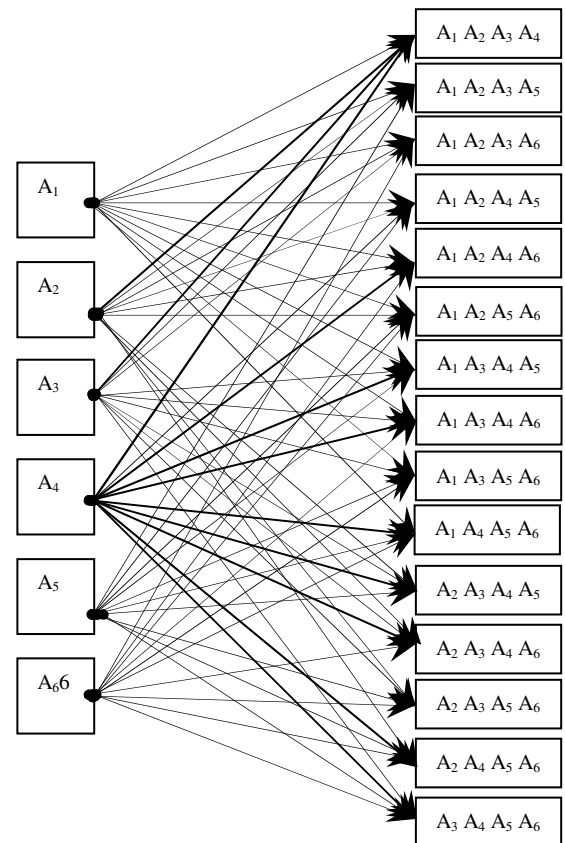 A₁ A₂ A₃ A₄
A₁ A₂ A₃ A₅
A₁ A₂ A₃ A₆
A₁
A₁ A₂ A₄ A₅
A₁ A₂ A₄ A₆
A₂
A₁ A₂ A₅ A₆
A₃
A₁ A₃ A₄ A₅
A₁ A₃ A₄ A₆
A₄
A₁ A₃ A₅ A₆
A₁ A₄ A₅ A₆
A₅
A₂ A₃ A₄ A₅
A₂ A₃ A₄ A₆
A₆6
A₂ A₃ A₅ A₆
A₂ A₄ A₅ A₆
A₃ A₄ A₅ A₆